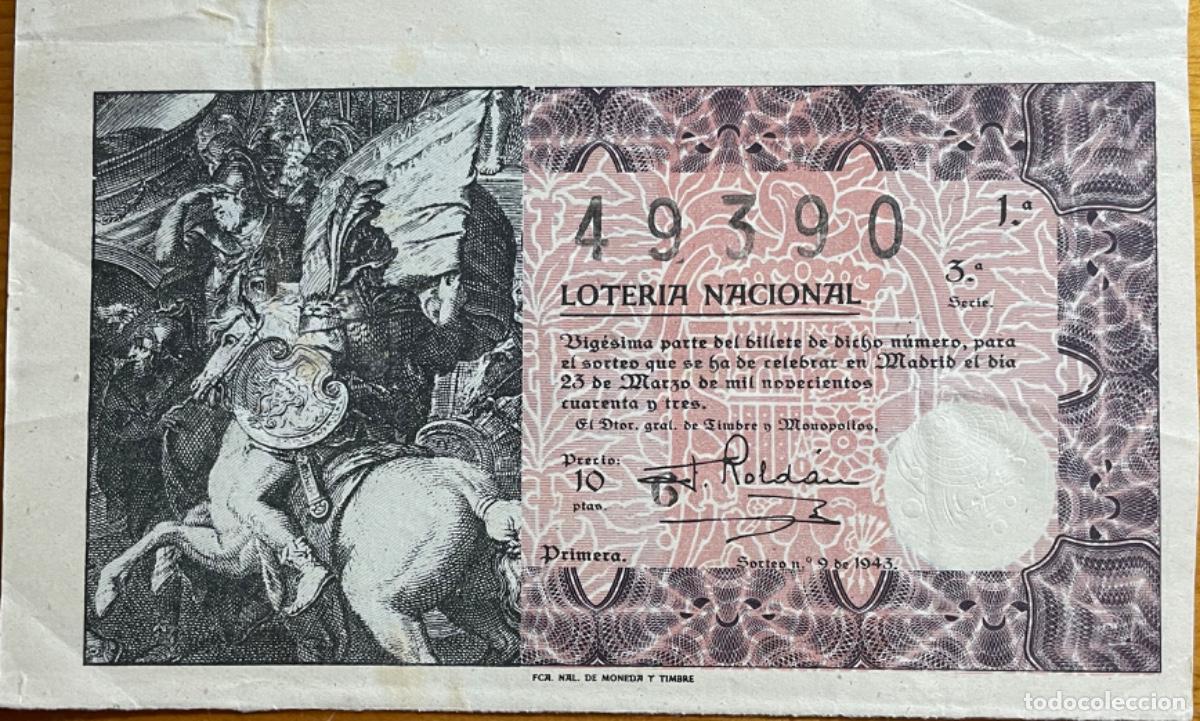 49390
1.ª
3.ª
Serie.
LOTERIA NACIONAL
Vigésima parte del billete de dicho número, para
el sorteo que se ha de celebrar en Madrid el día
23 de Marzo de mil novecientos
cuarenta y tres.
El Dtor. gral. de Timbre y Monopolios,
Precio:
10
ptas.
F. Roldán
Primera.
Sorteo n.º 9 de 1943.
FCA. NAL. DE MONEDA Y TIMBRE
todocoleccion